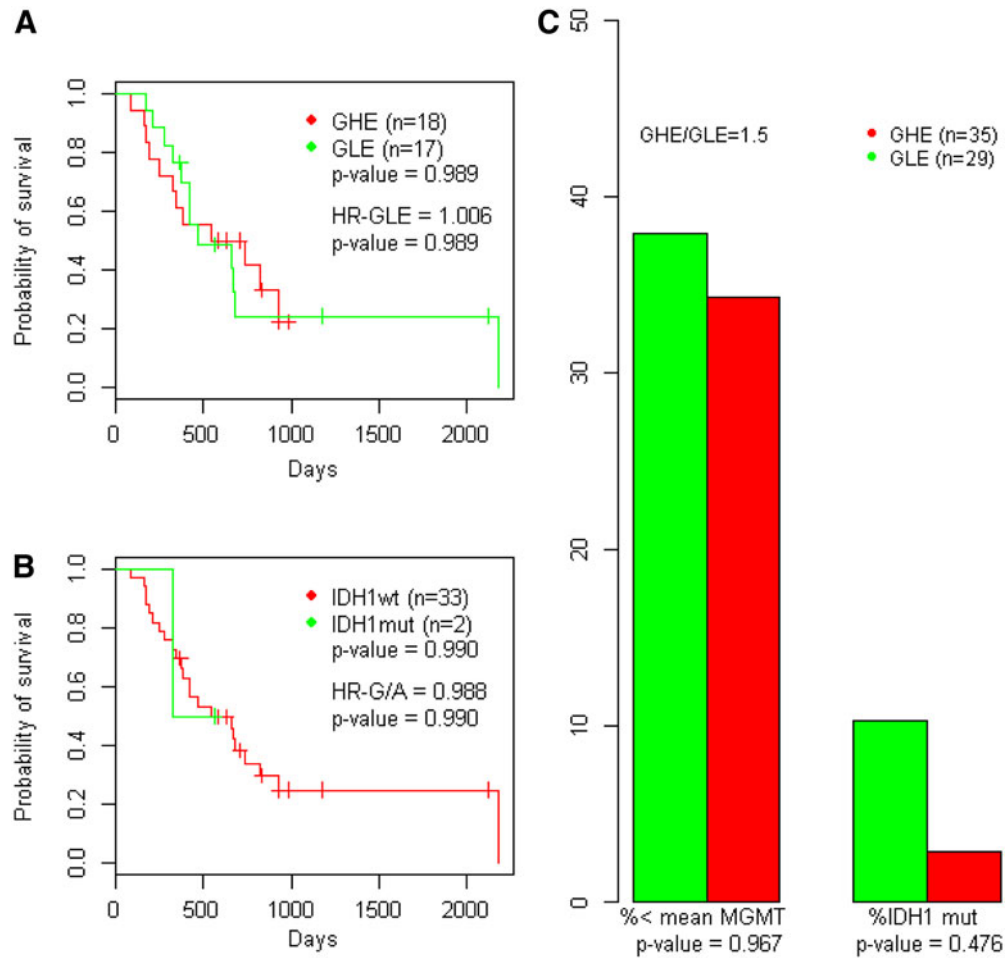 A
Probability of survival
1.0
0.8
0.6
0.4
0.2
0.0
GHE (n=18)
GLE (n=17)
p-value = 0.989
HR-GLE = 1.006
p-value = 0.989
0 500 1000 1500 2000
Days
B
Probability of survival
1.0
0.8
0.6
0.4
0.2
0.0
IDH1wt (n=33)
IDH1mut (n=2)
p-value = 0.990
HR-G/A = 0.988
p-value = 0.990
0 500 1000 1500 2000
Days
C
50
40
30
20
10
0
GHE/GLE=1.5
GHE (n=35)
GLE (n=29)
%< mean MGMT
p-value = 0.967
%IDH1 mut
p-value = 0.476